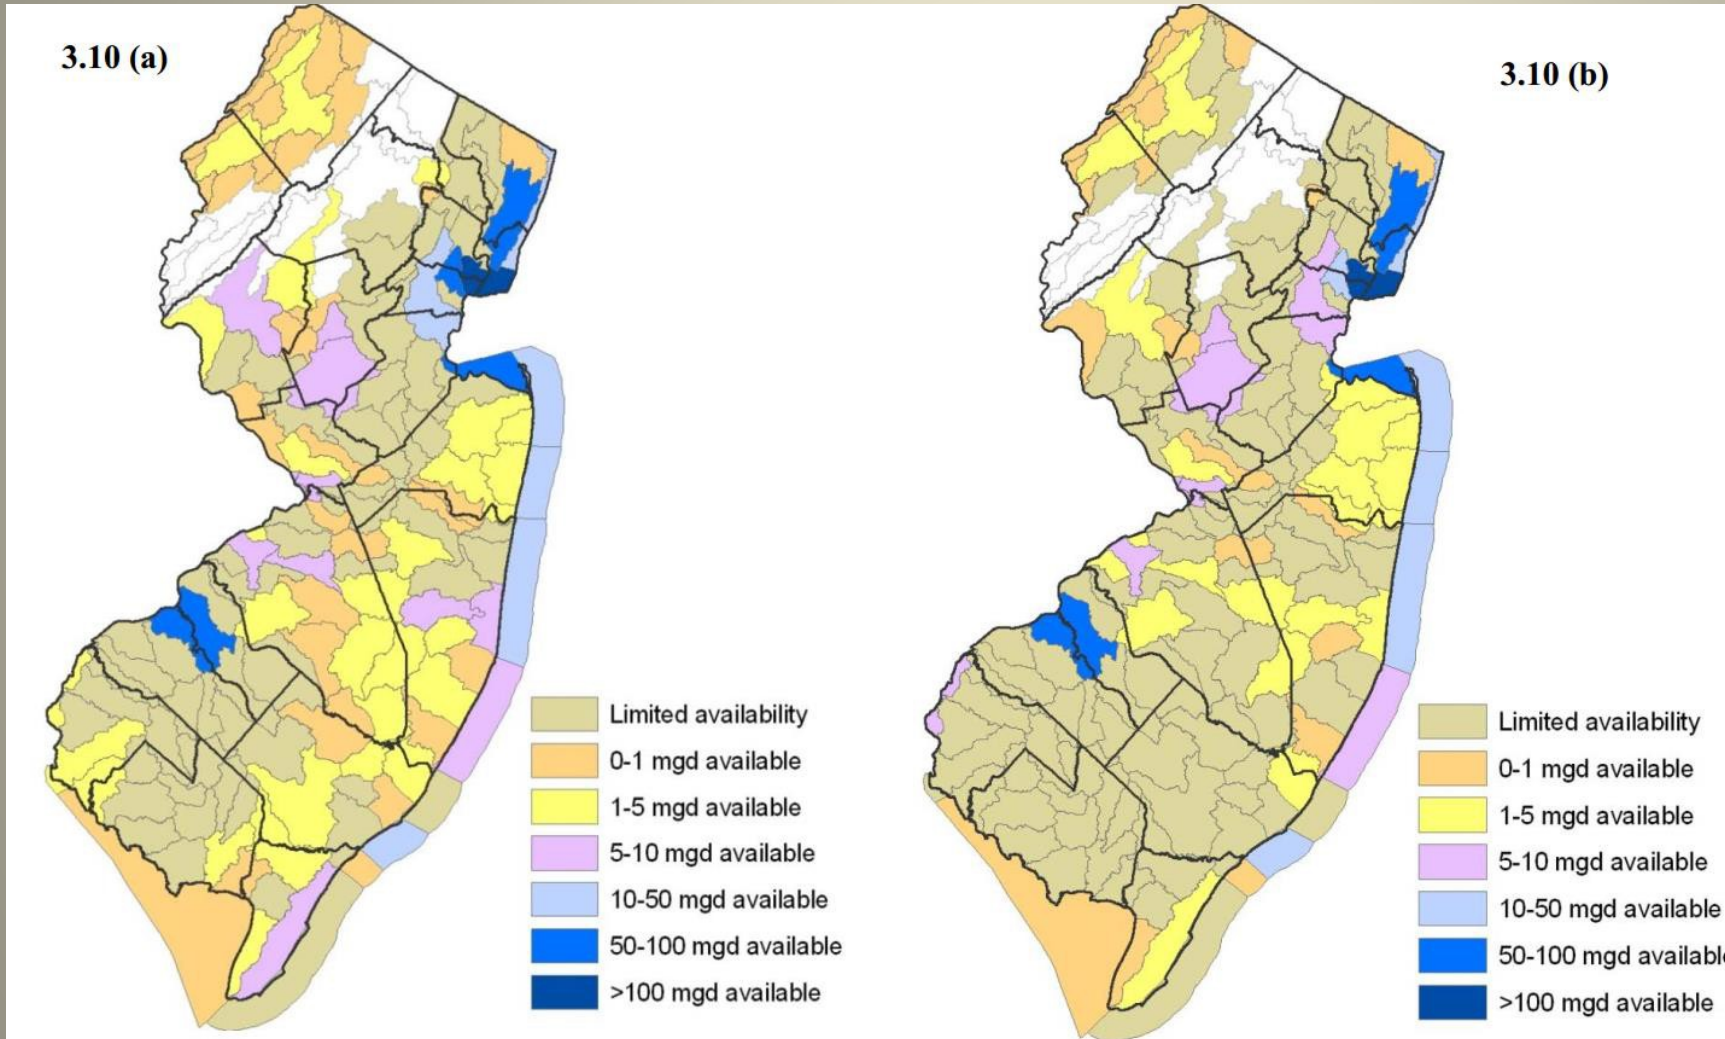 3.10 (a)
3.10 (b)
Limited availability
0-1 mgd available
1-5 mgd available
5-10 mgd available
10-50 mgd available
50-100 mgd available
>100 mgd available
Limited availability
0-1 mgd available
1-5 mgd available
5-10 mgd available
10-50 mgd available
50-100 mgd availabl
>100 mgd available